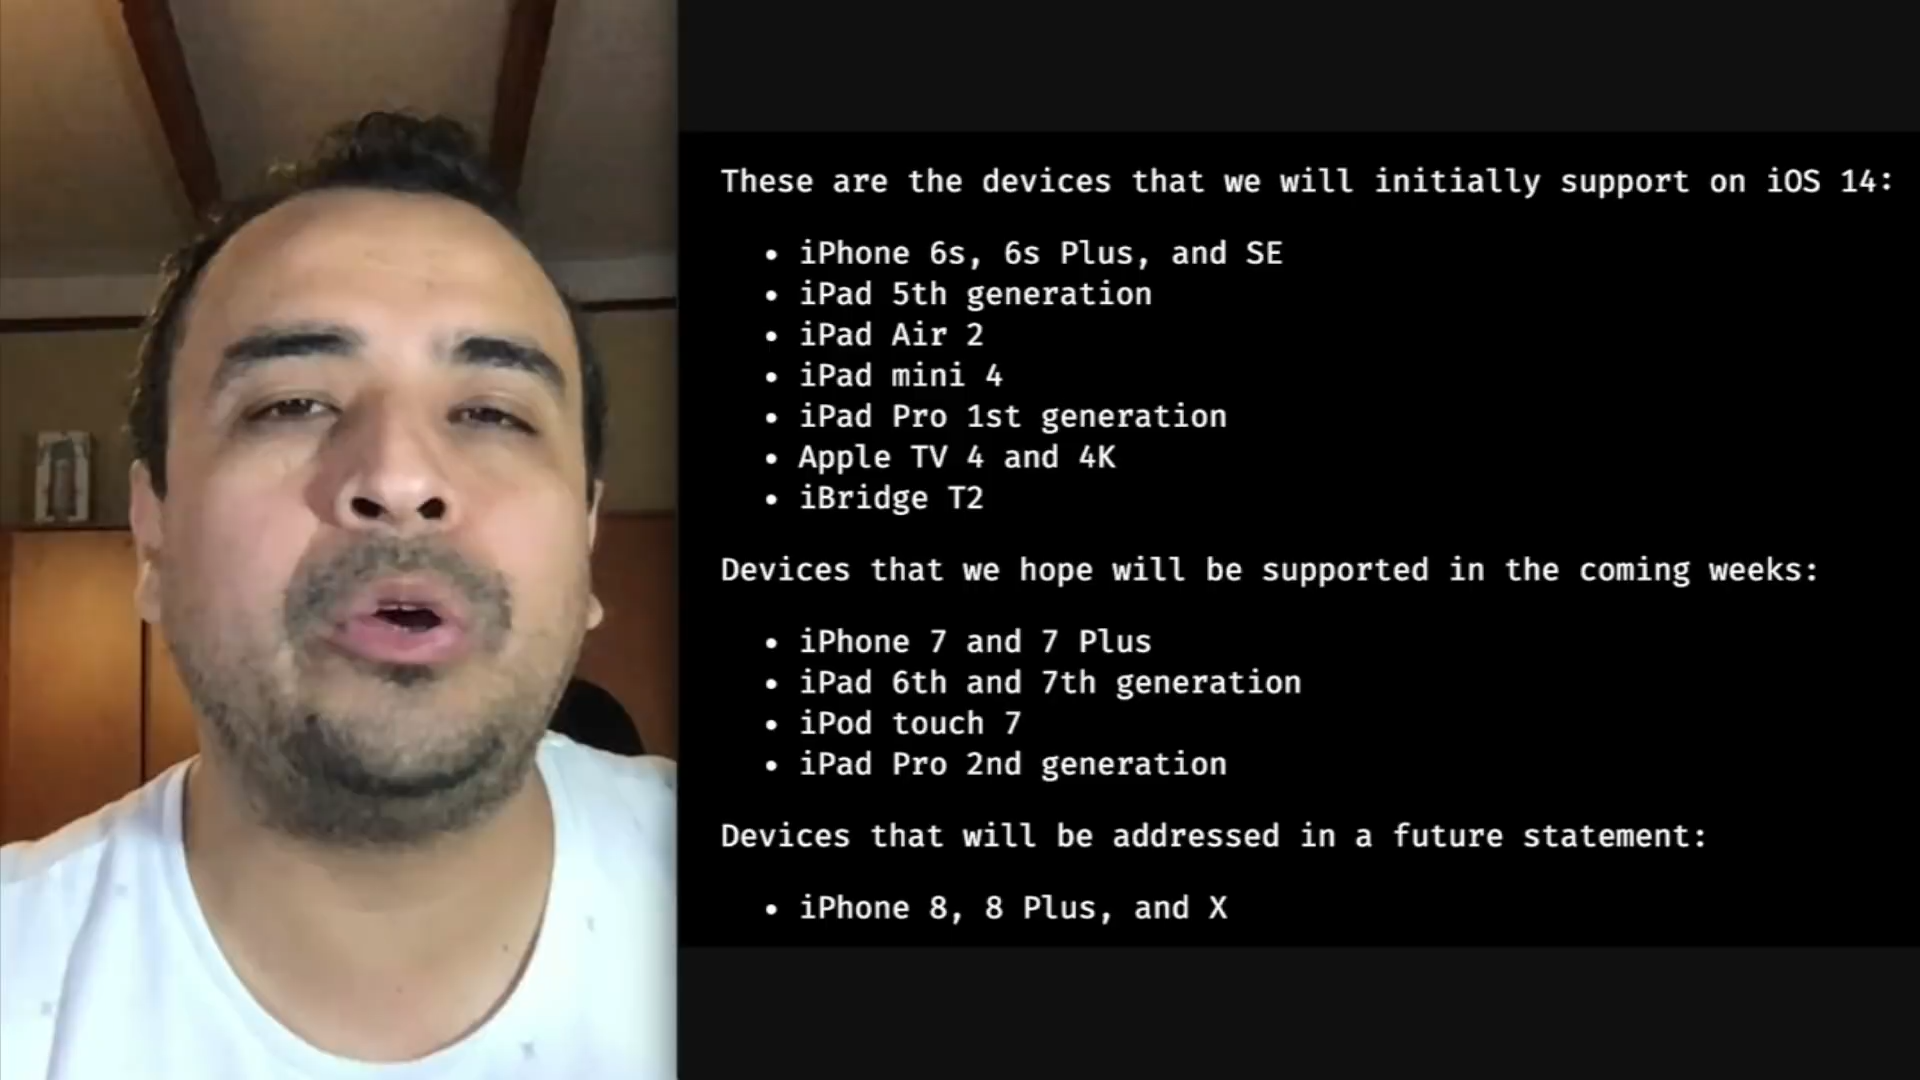 These are the devices that we will initially support on iOS 14:
• iPhone 6s, 6s Plus, and SE
• iPad 5th generation
• iPad Air 2
• iPad mini 4
• iPad Pro 1st generation
• Apple TV 4 and 4K
• iBridge T2
Devices that we hope will be supported in the coming weeks:
• iPhone 7 and 7 Plus
• iPad 6th and 7th generation
• iPod touch 7
• iPad Pro 2nd generation
Devices that will be addressed in a future statement:
• iPhone 8, 8 Plus, and X